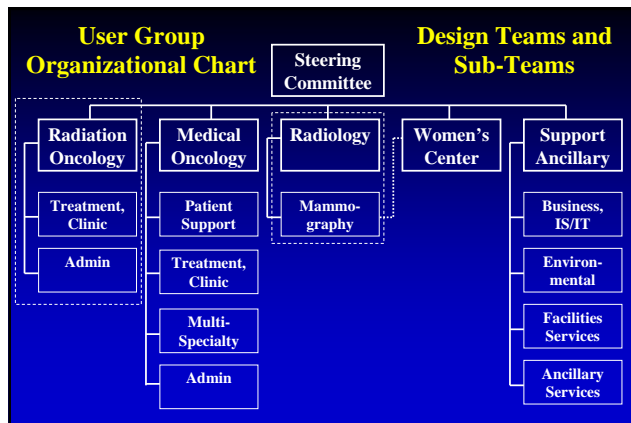 User Group
Organizational Chart
Design Teams and
Sub-Teams
Steering
Committee
Radiation
Oncology
Medical
Oncology
Radiology
Women's
Center
Support
Ancillary
Treatment,
Clinic
Admin
Patient
Support
Treatment,
Clinic
Multi-
Specialty
Admin
Mammo-
graphy
Business,
IS/IT
Environ-
mental
Facilities
Services
Ancillary
Services